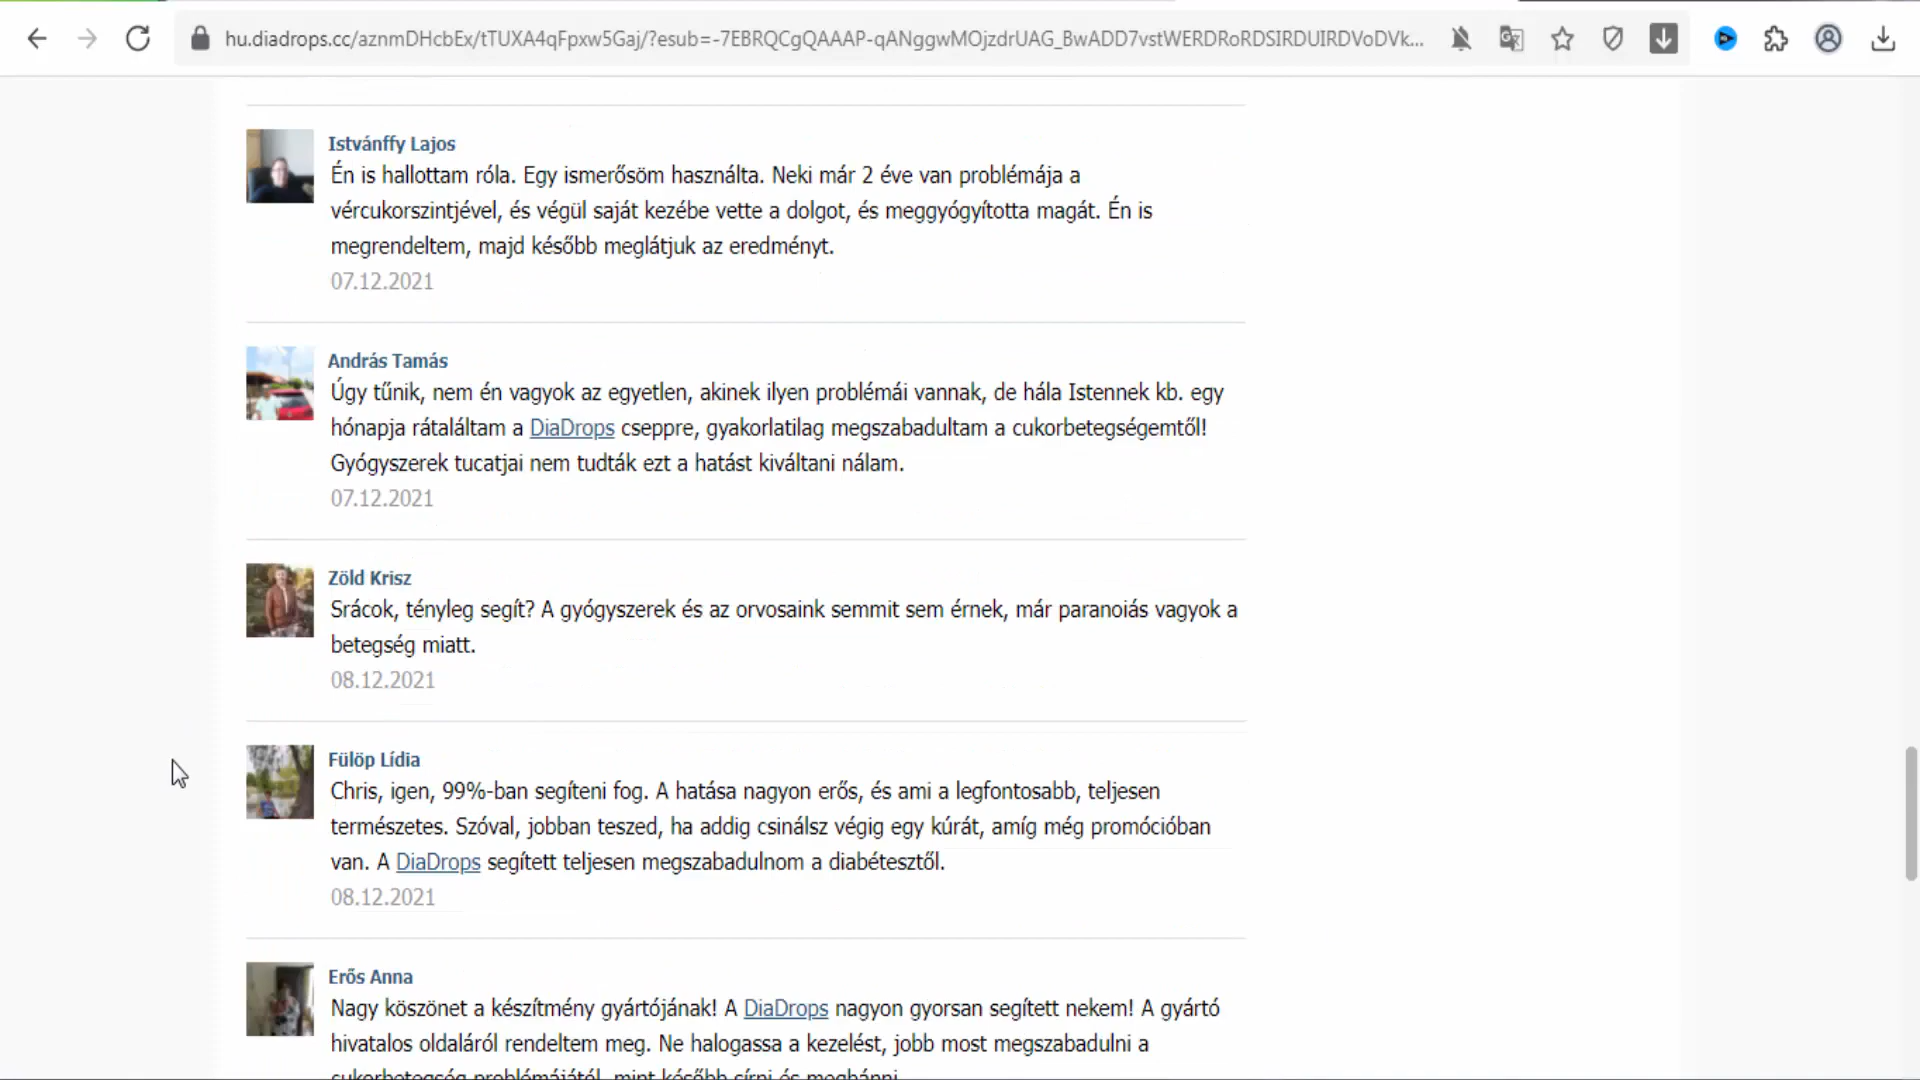 hu.diadrops.cc/aznmDHcbEx/tTUXA4qFpxw5Gaj/?esub=-7EBRQCgQAAAP-qANggwMOjzdrUAG_BwADD7vstWERDRoRDSIRDUIRDVoDVk...
Istvánffy Lajos
Én is hallottam róla. Egy ismerősöm használta. Neki már 2 éve van problémája a
vércukorszintjével, és végül saját kezébe vette a dolgot, és meggyógyította magát. Én is
megrendeltem, majd később meglátjuk az eredményt.
07.12.2021
András Tamás
Úgy tűnik, nem én vagyok az egyetlen, akinek ilyen problémái vannak, de hála Istennek kb. egy
hónapja rátaláltam a DiaDrops cseppre, gyakorlatilag megszabadultam a cukorbetegségemtől!
Gyógyszerek tucatjai nem tudták ezt a hatást kiváltani nálam.
07.12.2021
Zöld Krisz
Srácok, tényleg segít? A gyógyszerek és az orvosaink semmit sem érnek, már paranoiás vagyok a
betegség miatt.
08.12.2021
Fülöp Lídia
Chris, igen, 99%-ban segíteni fog. A hatása nagyon erős, és ami a legfontosabb, teljesen
természetes. Szóval, jobban teszed, ha addig csinálsz végig egy kúrát, amíg még promócióban
van. A DiaDrops segített teljesen megszabadulnom a diabétesztől.
08.12.2021
Erős Anna
Nagy köszönet a készítmény gyártójának! A DiaDrops nagyon gyorsan segített nekem! A gyártó
hivatalos oldaláról rendeltem meg. Ne halogassa a kezelést, jobb most megszabadulni a
cukorbetegség problémájától, mint később sírni és megbánni.